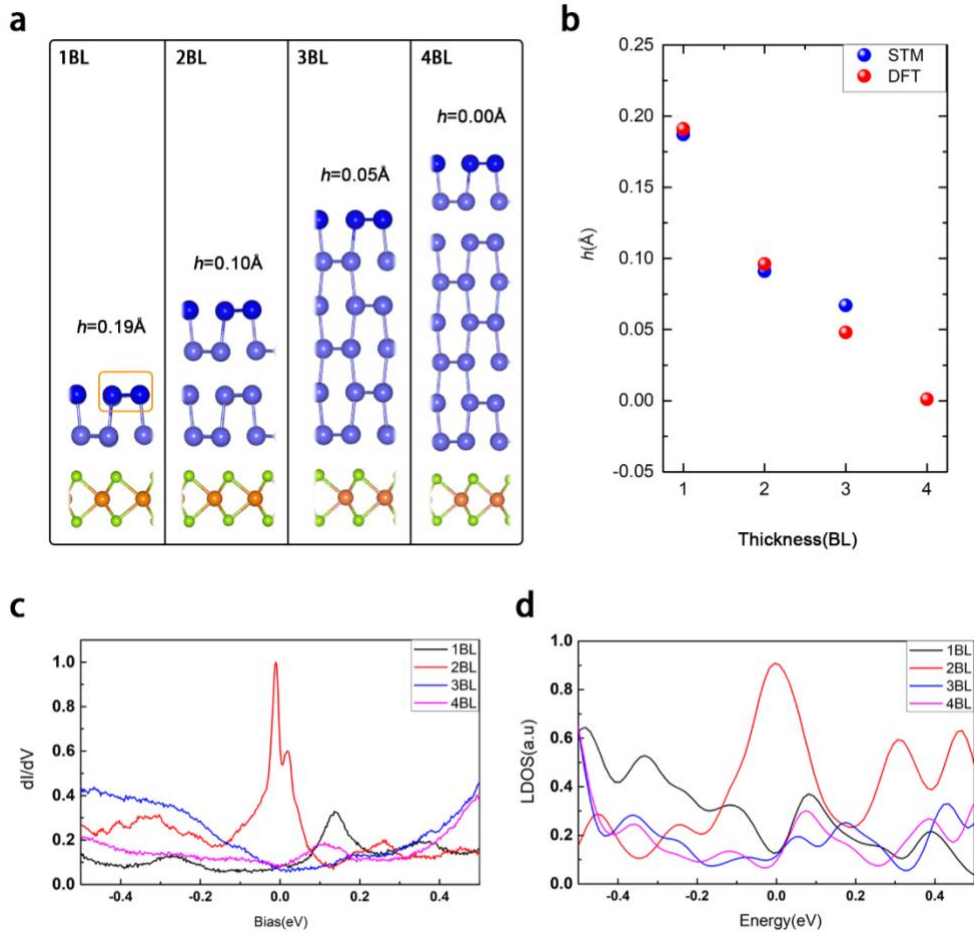 a
1BL
2BL
3BL
4BL
h=0.19Å
h=0.10Å
h=0.05Å
h=0.00Å
b
0.25
0.20
0.15
0.10
0.05
0.00
-0.05
h(Å)
STM
DFT
1 2 3 4
Thickness(BL)
c
1.0
0.8
0.6
0.4
0.2
0.0
dI/dV
1BL
2BL
3BL
4BL
-0.4 -0.2 0.0 0.2 0.4
Bias(eV)
d
1.0
0.8
0.6
0.4
0.2
0.0
LDOS(a.u)
1BL
2BL
3BL
4BL
-0.4 -0.2 0.0 0.2 0.4
Energy(eV)